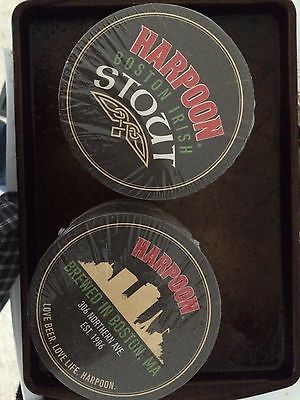 HARPOON®
BOSTON IRISH
STOUT
HARPOON
BREWED IN BOSTON, MA
306 NORTHERN AVE.
EST. 1986
LOVE BEER. LOVE LIFE. HARPOON.